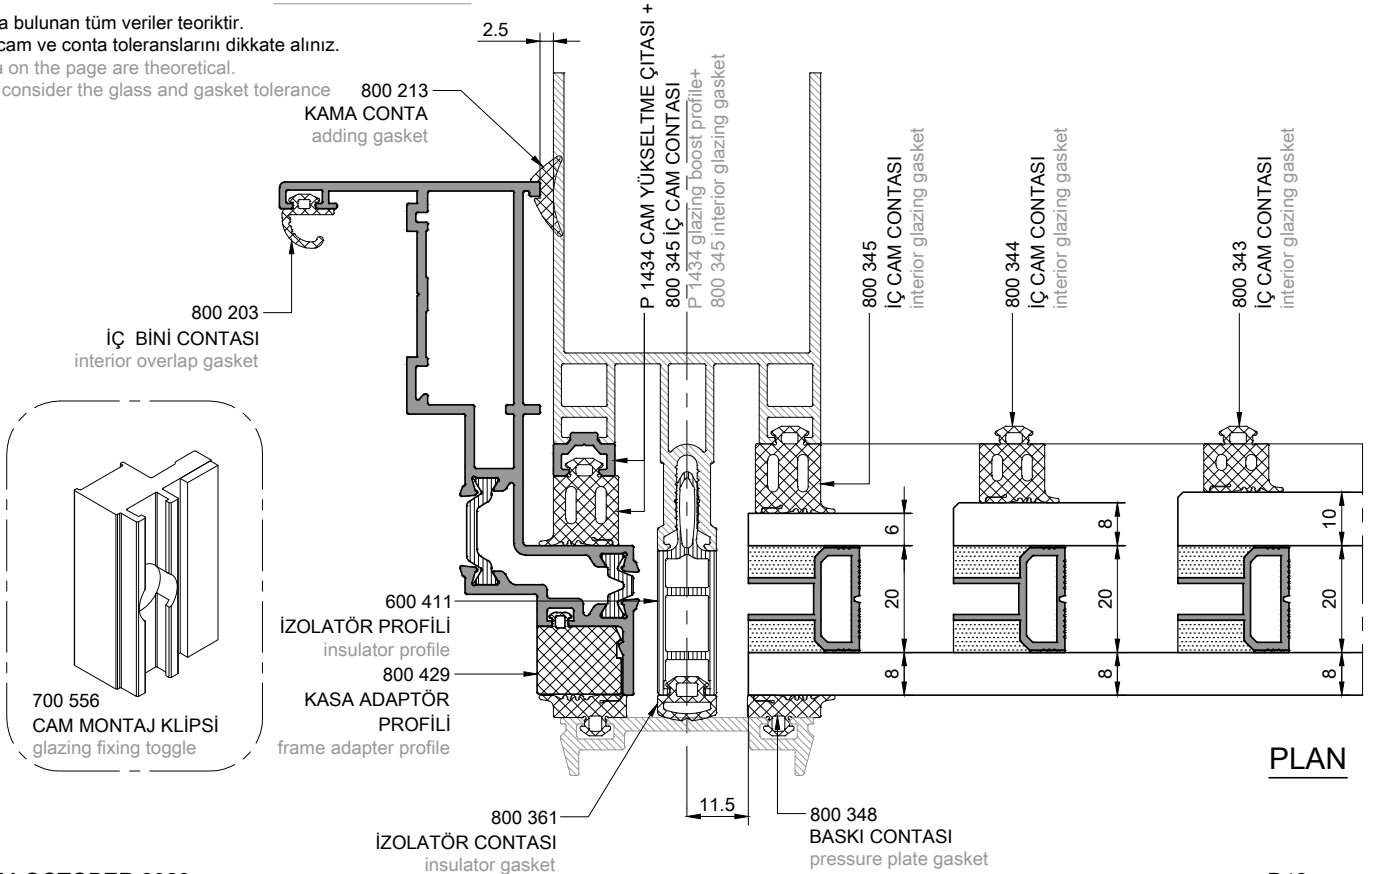 a bulunan tüm veriler teoriktir.
cam ve conta toleranslarını dikkate alınız.
on the page are theoretical.
consider the glass and gasket tolerance
2.5
800 213
KAMA CONTA
adding gasket
P 1434 CAM YÜKSELTME ÇITASI +
800 345 İÇ CAM CONTASI
P 1434 glazing boost profile+
800 345 interior glazing gasket
800 345
İÇ CAM CONTASI
interior glazing gasket
800 344
İÇ CAM CONTASI
interior glazing gasket
800 343
İÇ CAM CONTASI
interior glazing gasket
800 203
İÇ BİNİ CONTASI
interior overlap gasket
6
20
8
8
20
8
10
20
8
600 411
İZOLATÖR PROFİLİ
insulator profile
800 429
KASA ADAPTÖR
PROFİLİ
frame adapter profile
700 556
CAM MONTAJ KLİPSİ
glazing fixing toggle
PLAN
11.5
800 361
İZOLATÖR CONTASI
insulator gasket
800 348
BASKI CONTASI
pressure plate gasket